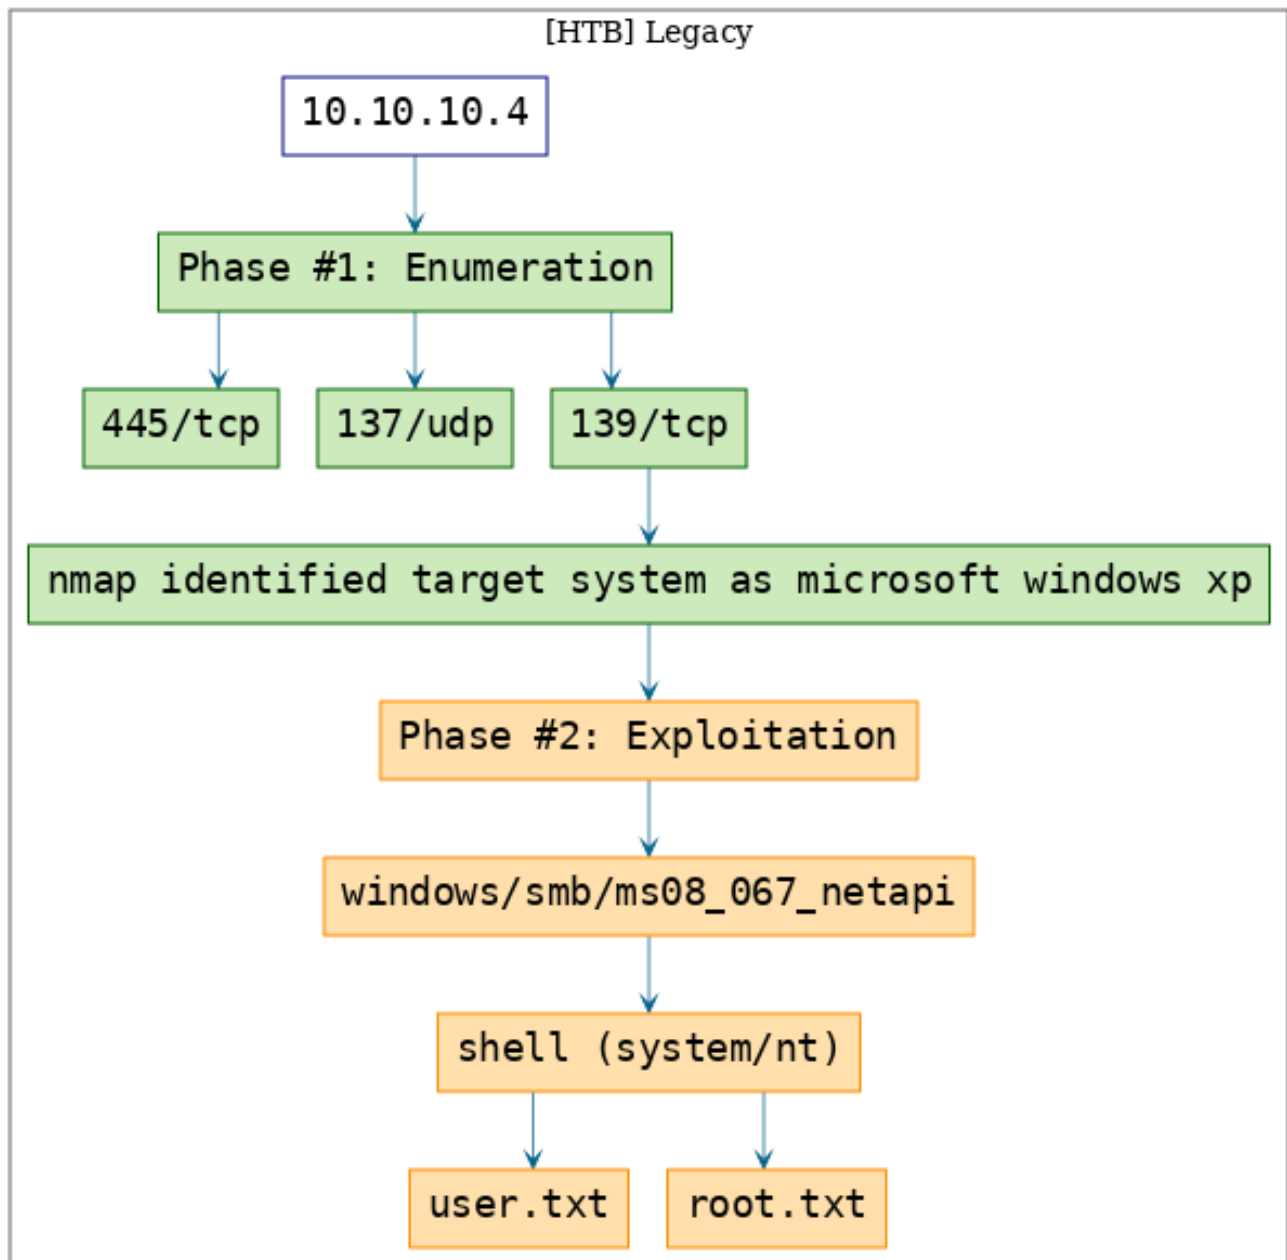 [HTB] Legacy
10.10.10.4
Phase #1: Enumeration
445/tcp
137/udp
139/tcp
nmap identified target system as microsoft windows xp
Phase #2: Exploitation
windows/smb/ms08_067_netapi
shell (system/nt)
user.txt
root.txt